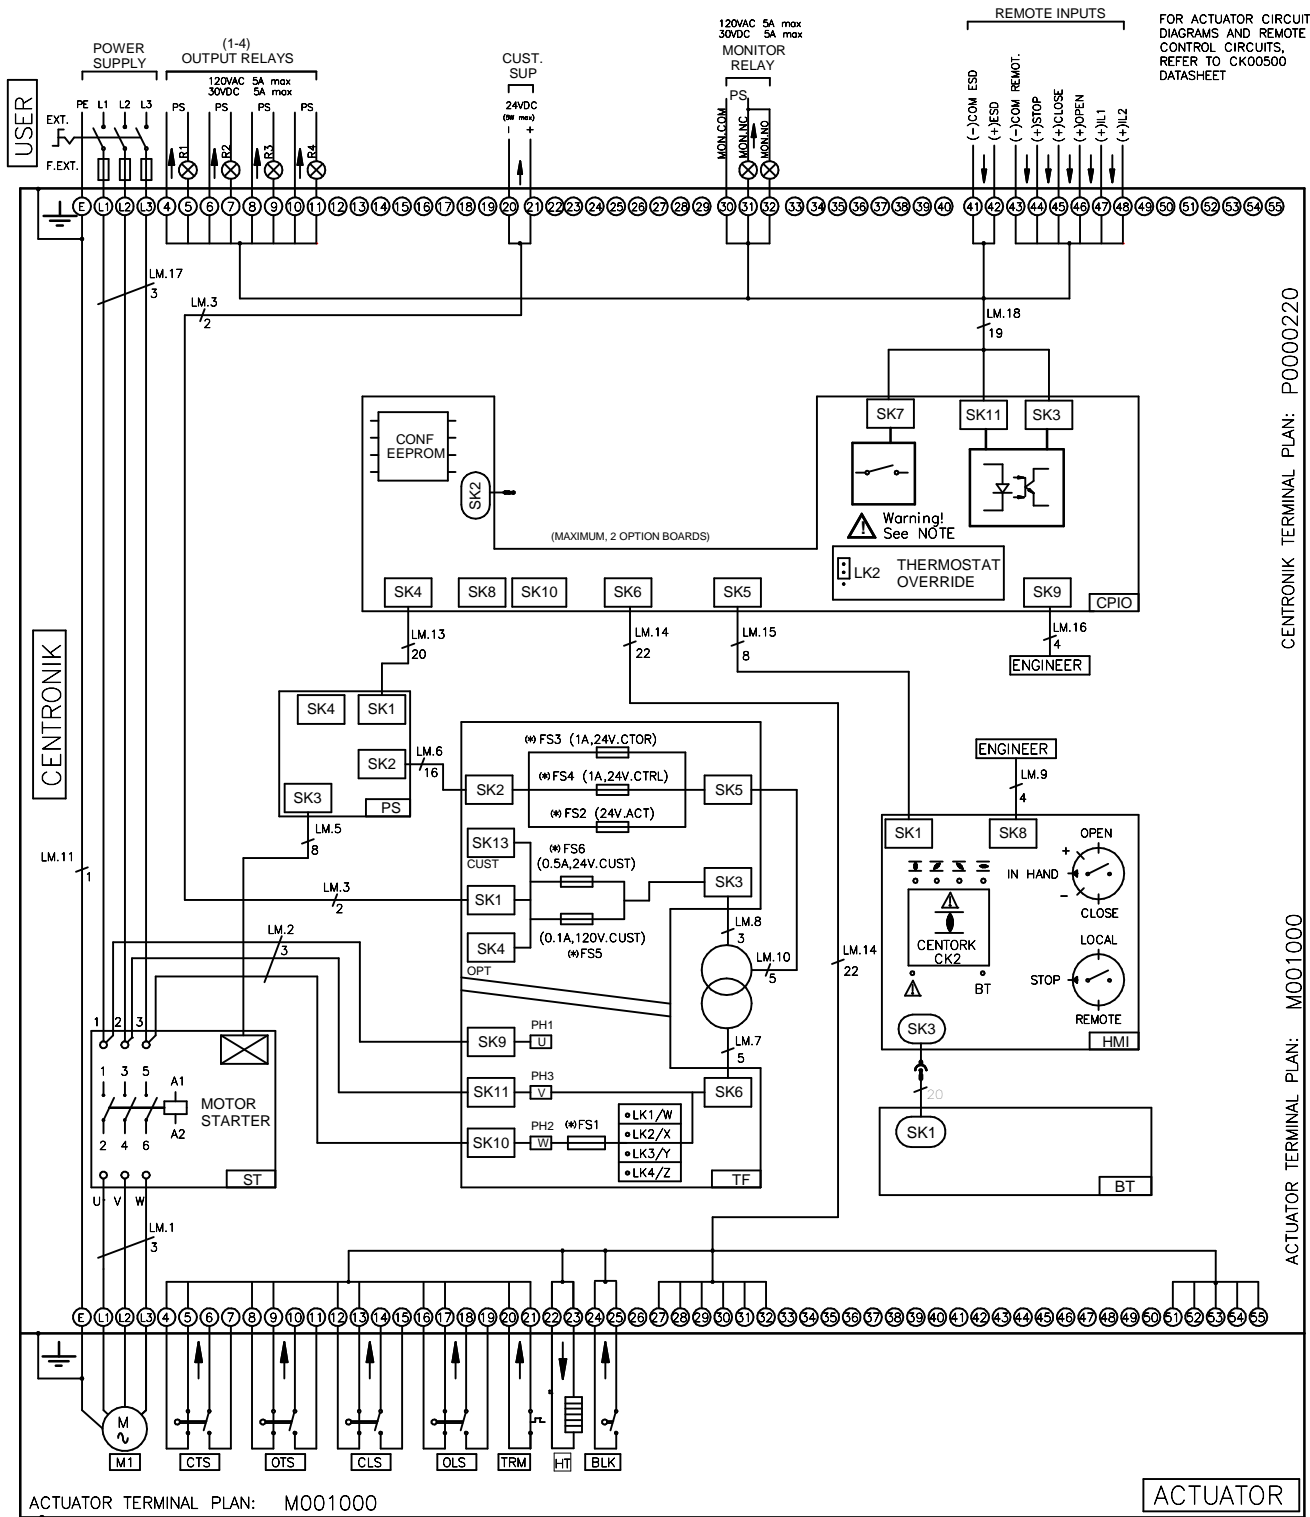 REMOTE INPUTS
FOR ACTUATOR CIRCUIT
DIAGRAMS AND REMOTE
CONTROL CIRCUITS,
REFER TO CK00500
DATASHEET
POWER
SUPPLY
(1-4)
OUTPUT RELAYS
120VAC 5A max
30VDC 5A max
CUST.
SUP
24VDC
(5W max)
- +
120VAC 5A max
30VDC 5A max
MONITOR
RELAY
USER
EXT.
F.EXT.
PE L1 L2 L3
PS PS PS PS
R1 R2 R3 R4
PS
MON.COM
MON.NC
MON.NO
(-)COM ESD
(+)ESD
(-)COM REMOT.
(+)STOP
(+)CLOSE
(+)OPEN
(+)IL1
(+)IL2
E L1 L2 L3 4 5 6 7 8 9 10 11 12 13 14 15 16 17 18 19 20 21 22 23 24 25 26 27 28 29 30 31 32 33 34 35 36 37 38 39 40 41 42 43 44 45 46 47 48 49 50 51 52 53 54 55
LM.17
3
LM.3
2
LM.18
19
CENTRONIK TERMINAL PLAN: P0000220
CONF
EEPROM
SK2
SK7
SK11
SK3
Warning!
See NOTE
(MAXIMUM, 2 OPTION BOARDS)
LK2
THERMOSTAT
OVERRIDE
SK4
SK8
SK10
SK6
SK5
SK9
CPIO
LM.13
20
LM.14
22
LM.15
8
LM.16
4
ENGINEER
CENTRONIK
SK4
SK1
SK2
SK3
PS
LM.6
16
LM.5
8
(*) FS3 (1A,24V.CTOR)
(*) FS4 (1A,24V.CTRL)
(*) FS2 (24V.ACT)
SK2
SK5
SK13
CUST
(*) FS6
(0.5A,24V.CUST)
SK1
SK3
SK4
OPT
(0.1A,120V.CUST)
(*) FS5
LM.3
2
LM.8
3
LM.10
5
LM.7
5
LM.11
1
LM.2
3
LM.14
22
ENGINEER
LM.9
4
SK1
SK8
OPEN
+
IN HAND
-
CLOSE
CENTORK
CK2
BT
LOCAL
STOP
REMOTE
SK3
HMI
20
SK1
BT
SK9
PH1
U
SK11
PH3
V
SK6
SK10
PH2
W
(*)FS1
LK1/W
LK2/X
LK3/Y
LK4/Z
TF
1 2 3
1 3 5
A1
A2
MOTOR
STARTER
2 4 6
ST
U V W
LM.1
3
ACTUATOR TERMINAL PLAN: M001000
E L1 L2 L3 4 5 6 7 8 9 10 11 12 13 14 15 16 17 18 19 20 21 22 23 24 25 26 27 28 29 30 31 32 33 34 35 36 37 38 39 40 41 42 43 44 45 46 47 48 49 50 51 52 53 54 55
M
M1
CTS
OTS
CLS
OLS
TRM
HT
BLK
ACTUATOR TERMINAL PLAN: M001000
ACTUATOR